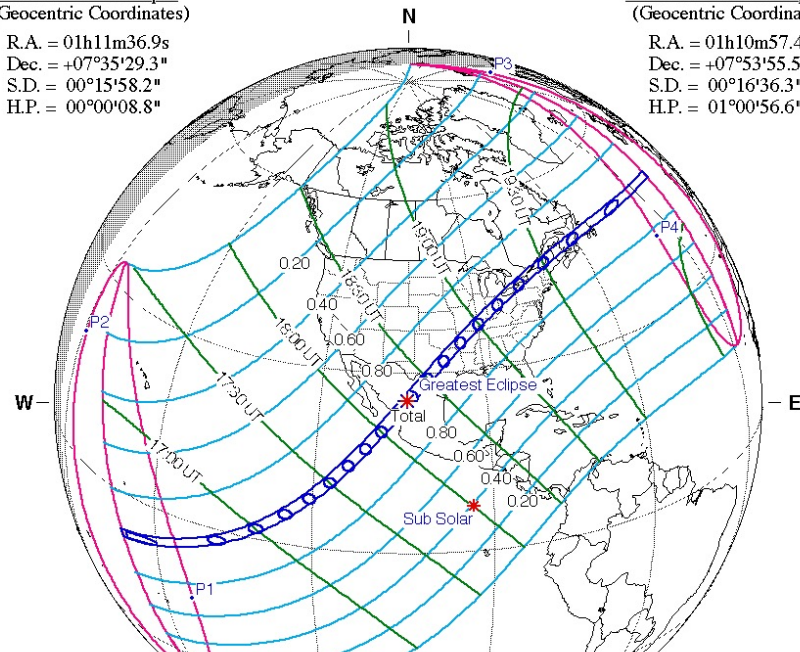 Geocentric Coordinates)
R.A. = 01h11m36.9s
Dec. = +07°35'29.3"
S.D. = 00°15'58.2"
H.P. = 00°00'08.8"
N
(Geocentric Coordina
R.A. = 01h10m57.4
Dec. = +07°53'55.5
S.D. = 00°16'36.3"
H.P. = 01°00'56.6"
P3
19:00 UT
P4
0.20
18:30 UT
0.40
P2
0.60
18:00 UT
0.80
17:30 UT
Greatest Eclipse
W
E
Total
0.80
17:00 UT
0.60
0.40
0.20
Sub Solar
P1